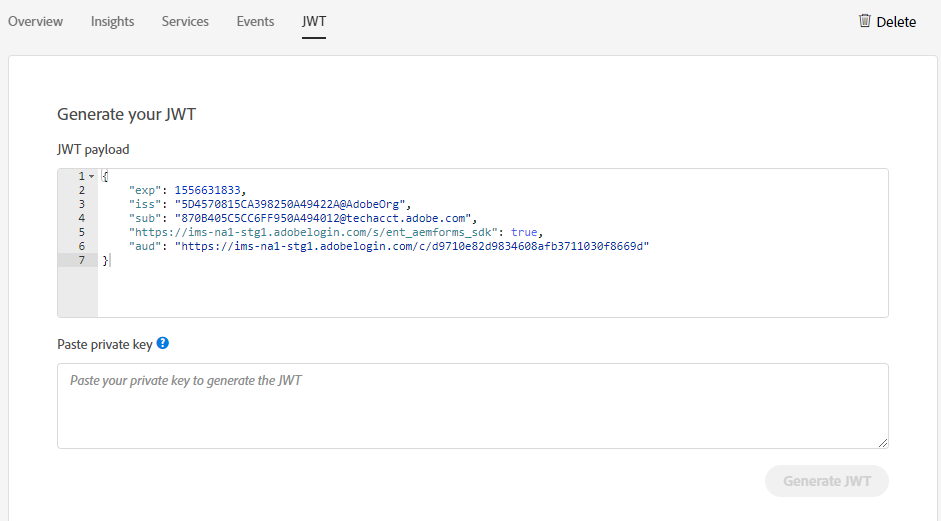 Overview Insights Services Events JWT Delete
Generate your JWT
JWT payload
1 {
2 "exp": 1556631833,
3 "iss": "5D4570815CA398250A49422A@AdobeOrg",
4 "sub": "870B405C5CC6FF950A494012@techacct.adobe.com",
5 "https://ims-na1-stg1.adobelogin.com/s/ent_aemforms_sdk": true,
6 "aud": "https://ims-na1-stg1.adobelogin.com/c/d9710e82d9834608afb3711030f8669d"
7 }
Paste private key ?
Paste your private key to generate the JWT
Generate JWT